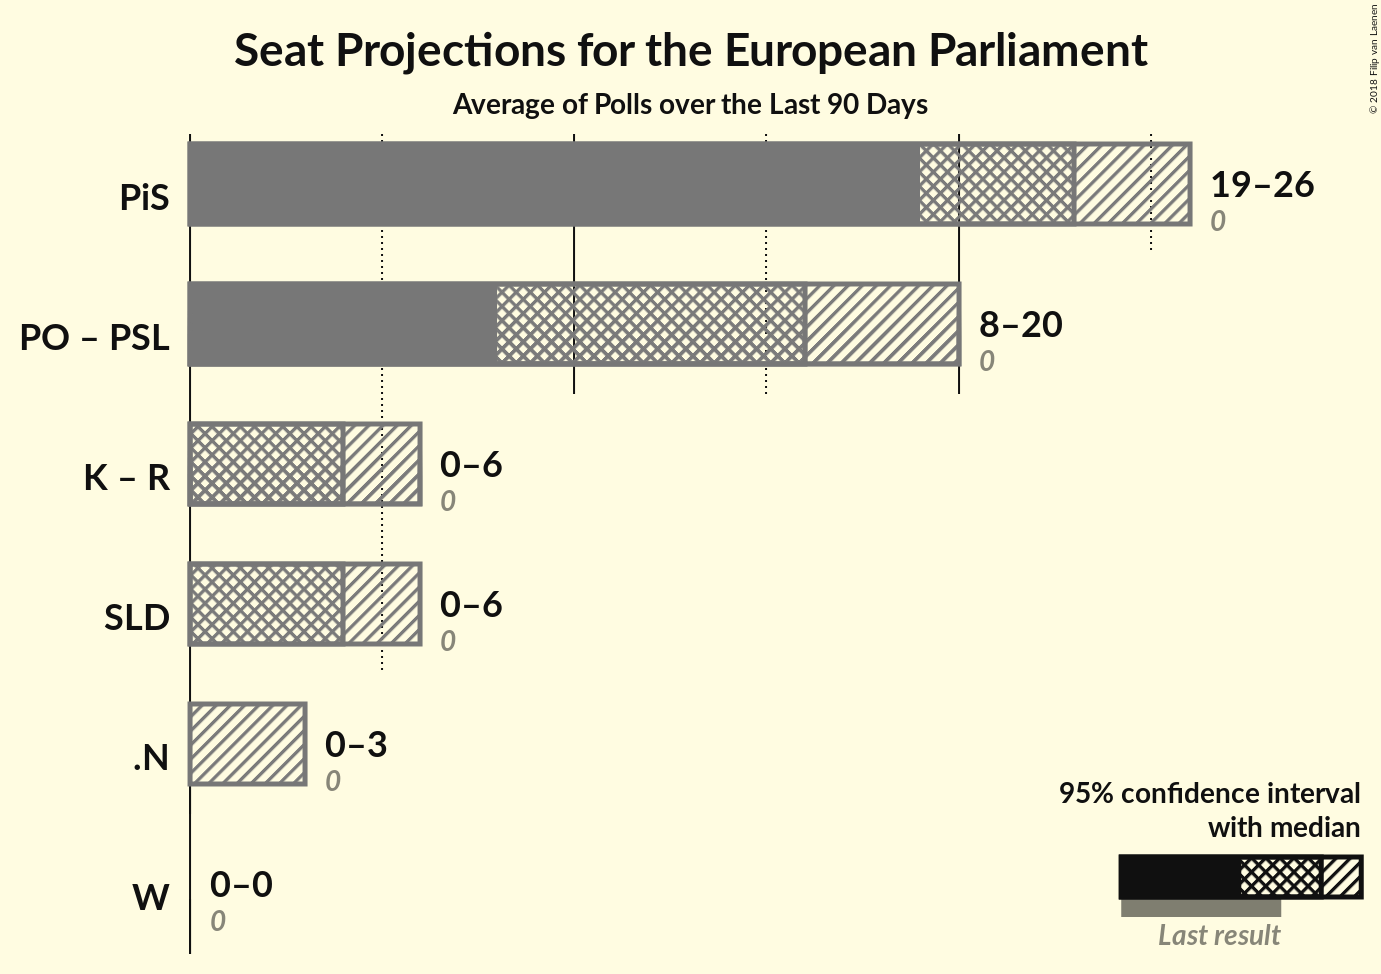 Seat Projections for the European Parliament
Average of Polls over the Last 90 Days
© 2018 Filip van Laenen
PiS
19–26
0
PO – PSL
8–20
0
K – R
0–6
0
SLD
0–6
0
.N
0–3
0
W
0–0
0
95% confidence interval
with median
Last result